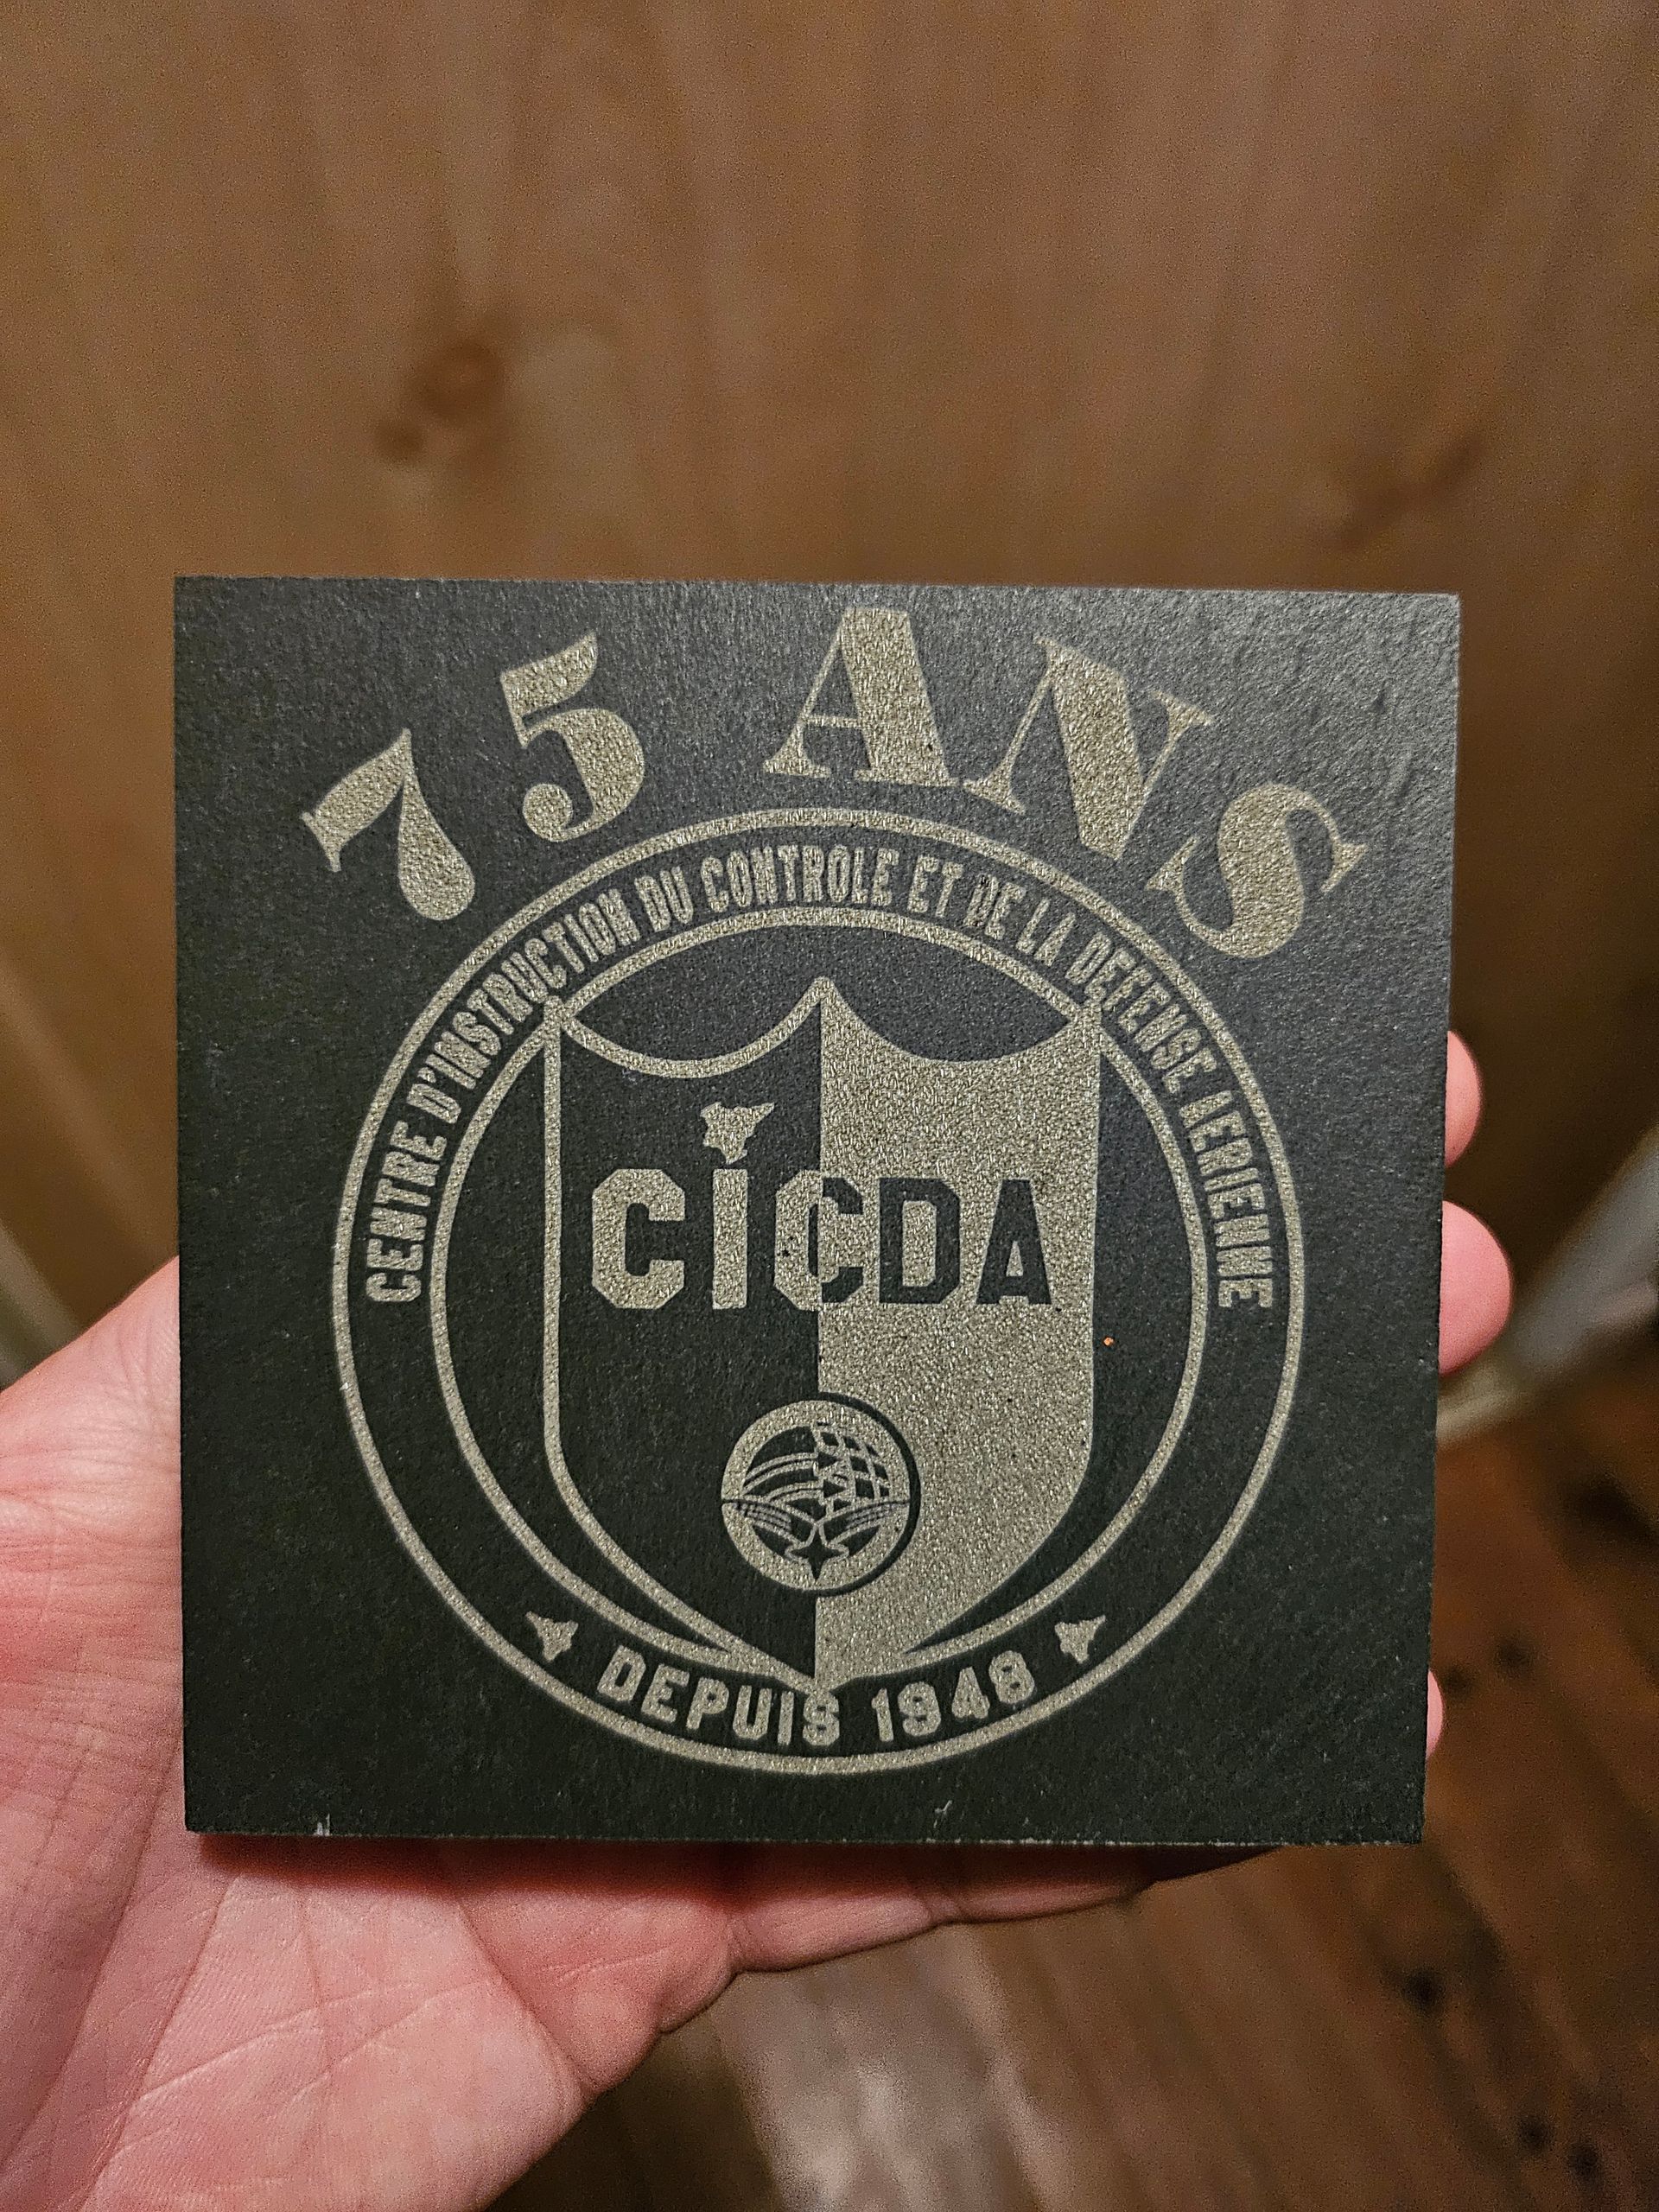 75 ANS
CENTRE D'INSTRUCTION DU CONTROLE ET DE LA DEFENSE AERIENNE
CICDA
DEPUIS 1948